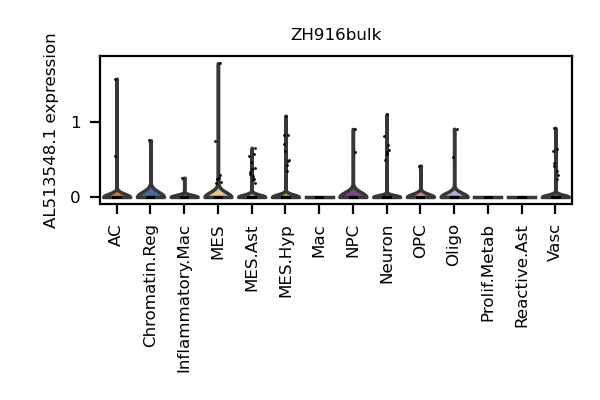 ZH916bulk
AL513548.1 expression
1
0
AC
Chromatin.Reg
Inflammatory.Mac
MES
MES.Ast
MES.Hyp
Mac
NPC
Neuron
OPC
Oligo
Prolif.Metab
Reactive.Ast
Vasc